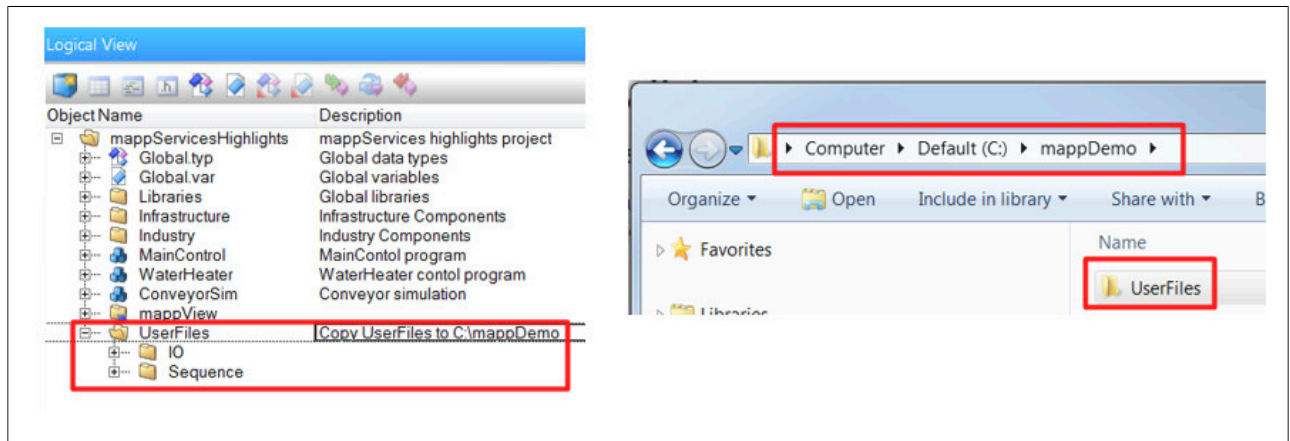 Logical View
Object Name Description
mappServicesHighlights mappServices highlights project
Global.typ Global data types
Global.var Global variables
Libraries Global libraries
Infrastructure Infrastructure Components
Industry Industry Components
MainControl MainContol program
WaterHeater WaterHeater contol program
ConveyorSim Conveyor simulation
mappView
UserFiles Copy UserFiles to C:\mappDemo
IO
Sequence
Computer Default (C:) mappDemo
Organize Open Include in library Share with B
Favorites Name
UserFiles
Libraries